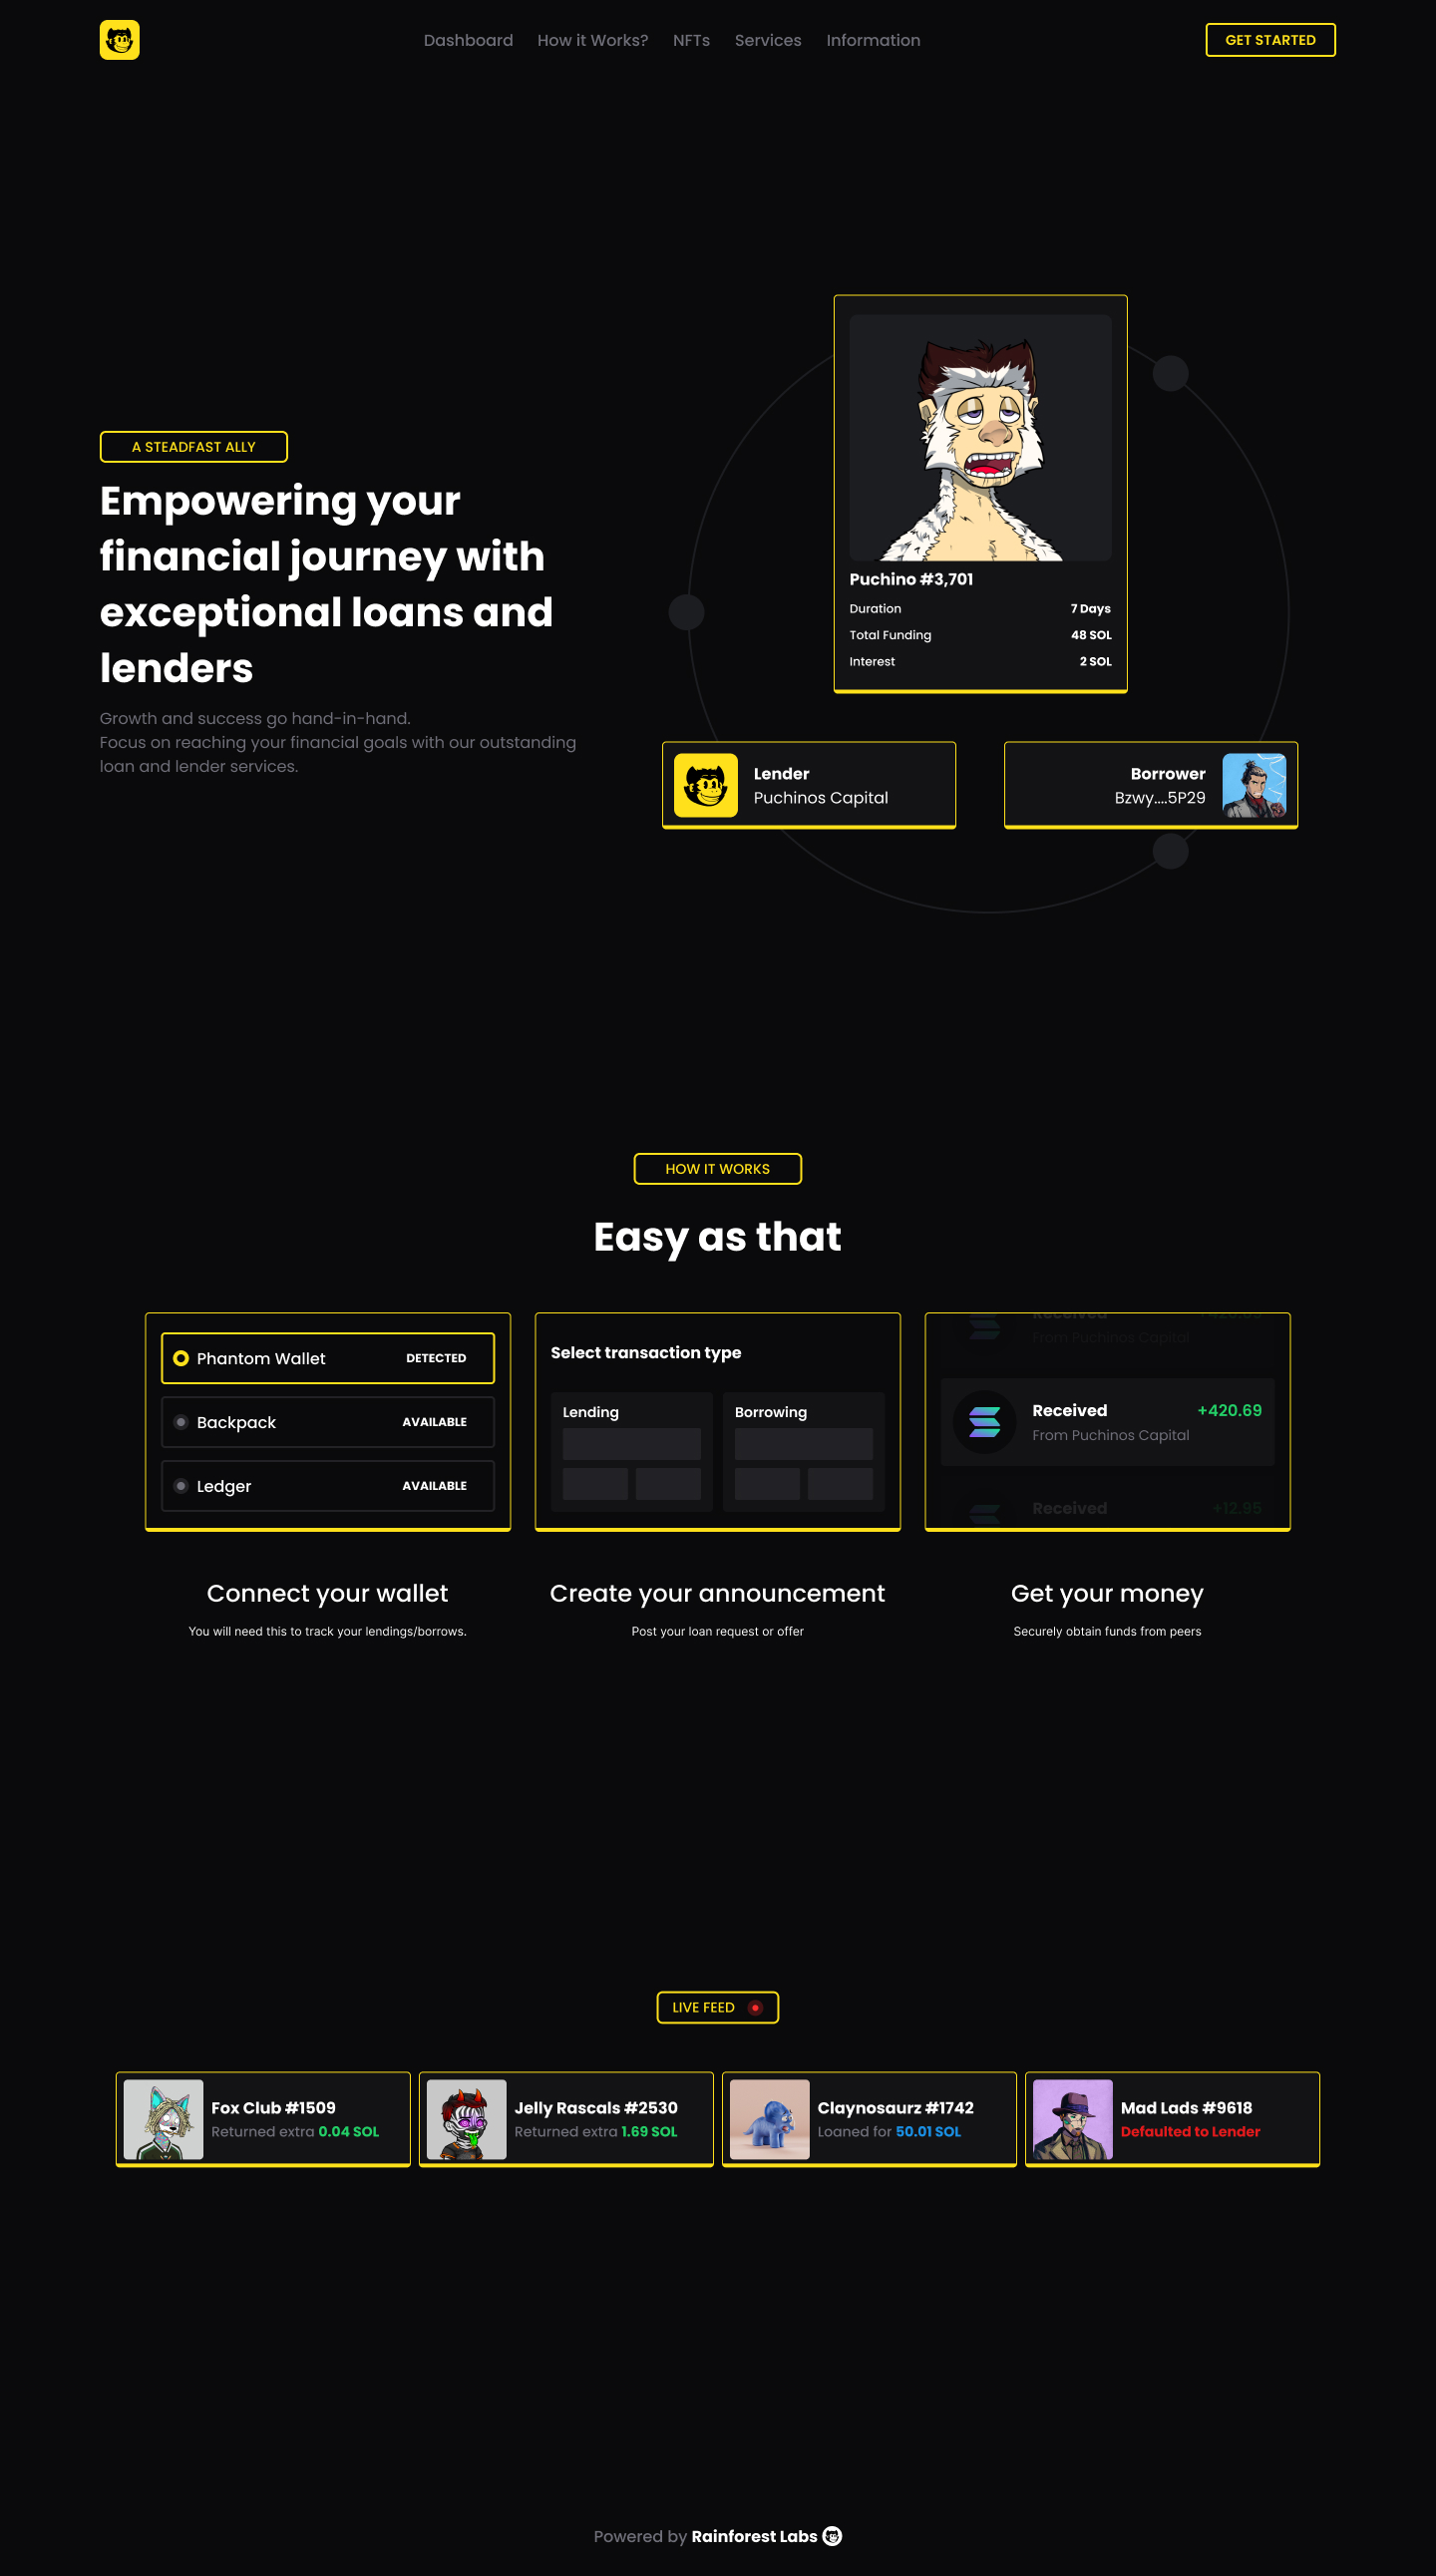 Dashboard How it Works? NFTs Services Information GET STARTED
A STEADFAST ALLY
Empowering your
financial journey with
exceptional loans and
lenders
Growth and success go hand-in-hand.
Focus on reaching your financial goals with our outstanding
loan and lender services.
Puchino #3,701
Duration 7 Days
Total Funding 48 SOL
Interest 2 SOL
Lender
Puchinos Capital
Borrower
Bzwy....5P29
HOW IT WORKS
Easy as that
Phantom Wallet DETECTED
Backpack AVAILABLE
Ledger AVAILABLE
Connect your wallet
You will need this to track your lendings/borrows.
Select transaction type
Lending Borrowing
Create your announcement
Post your loan request or offer
Received
From Puchinos Capital
Received +420.69
From Puchinos Capital
Received +12.95
Get your money
Securely obtain funds from peers
LIVE FEED
Fox Club #1509
Returned extra 0.04 SOL
Jelly Rascals #2530
Returned extra 1.69 SOL
Claynosaurz #1742
Loaned for 50.01 SOL
Mad Lads #9618
Defaulted to Lender
Powered by Rainforest Labs